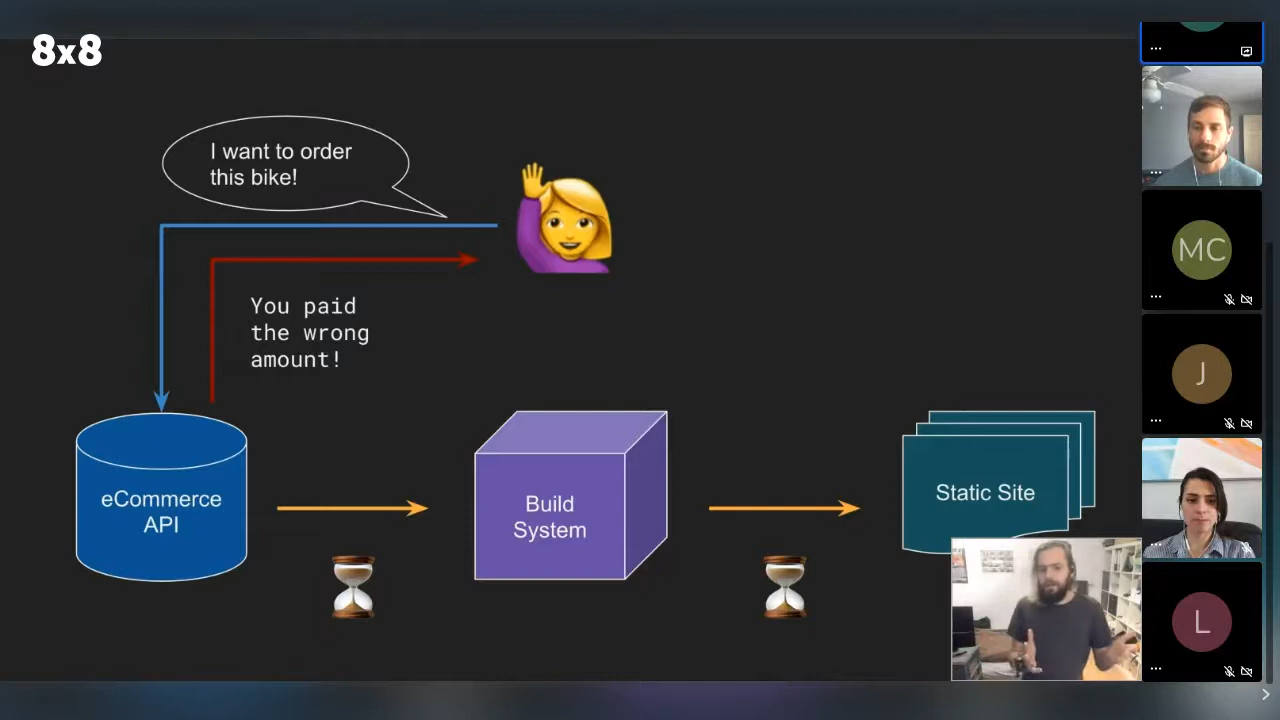 8x8
I want to order
this bike!
You paid
the wrong
amount!
eCommerce
API
Build
System
Static Site
MC
J
L